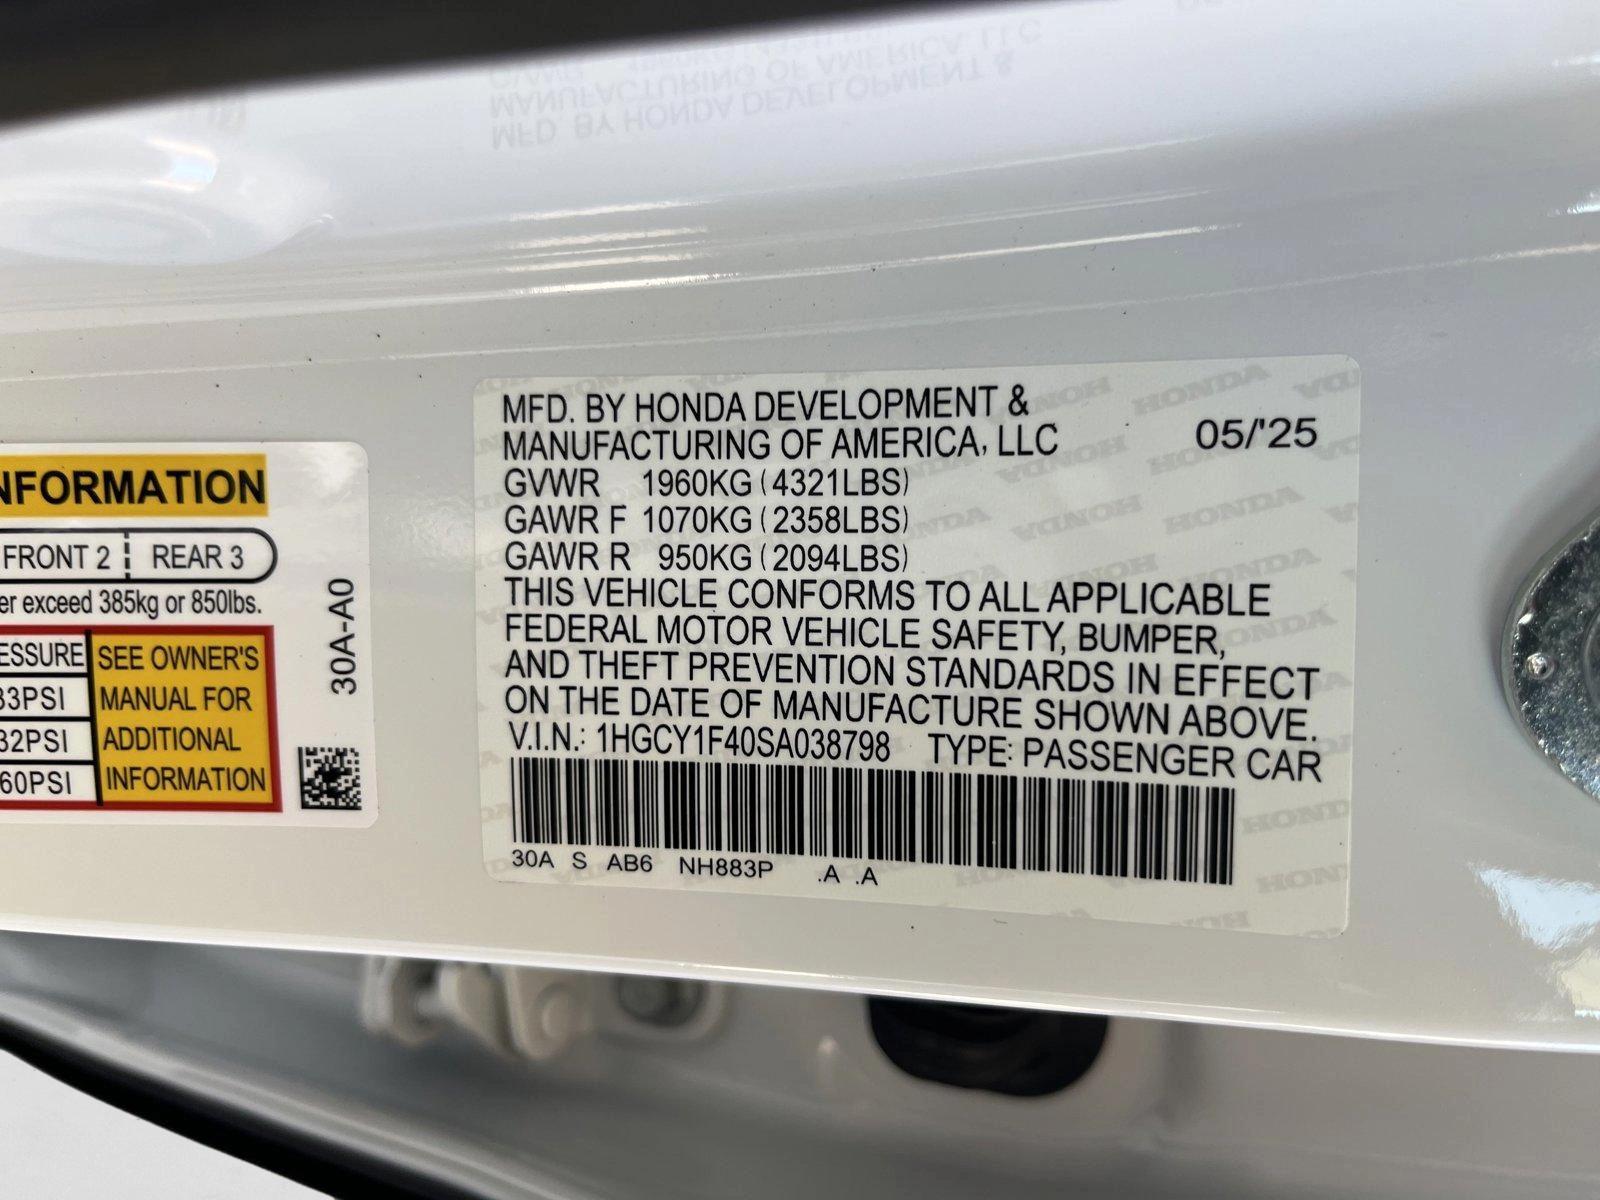 NFORMATION
FRONT 2 REAR 3
er exceed 385kg or 850lbs.
ESSURE
33PSI
32PSI
60PSI
SEE OWNER'S
MANUAL FOR
ADDITIONAL
INFORMATION
30A-A0
MFD. BY HONDA DEVELOPMENT &
MANUFACTURING OF AMERICA, LLC 05/'25
GVWR 1960KG (4321LBS)
GAWR F 1070KG (2358LBS)
GAWR R 950KG (2094LBS)
THIS VEHICLE CONFORMS TO ALL APPLICABLE
FEDERAL MOTOR VEHICLE SAFETY, BUMPER,
AND THEFT PREVENTION STANDARDS IN EFFECT
ON THE DATE OF MANUFACTURE SHOWN ABOVE.
V.I.N.: 1HGCY1F40SA038798 TYPE: PASSENGER CAR
30A S AB6 NH883P .A .A